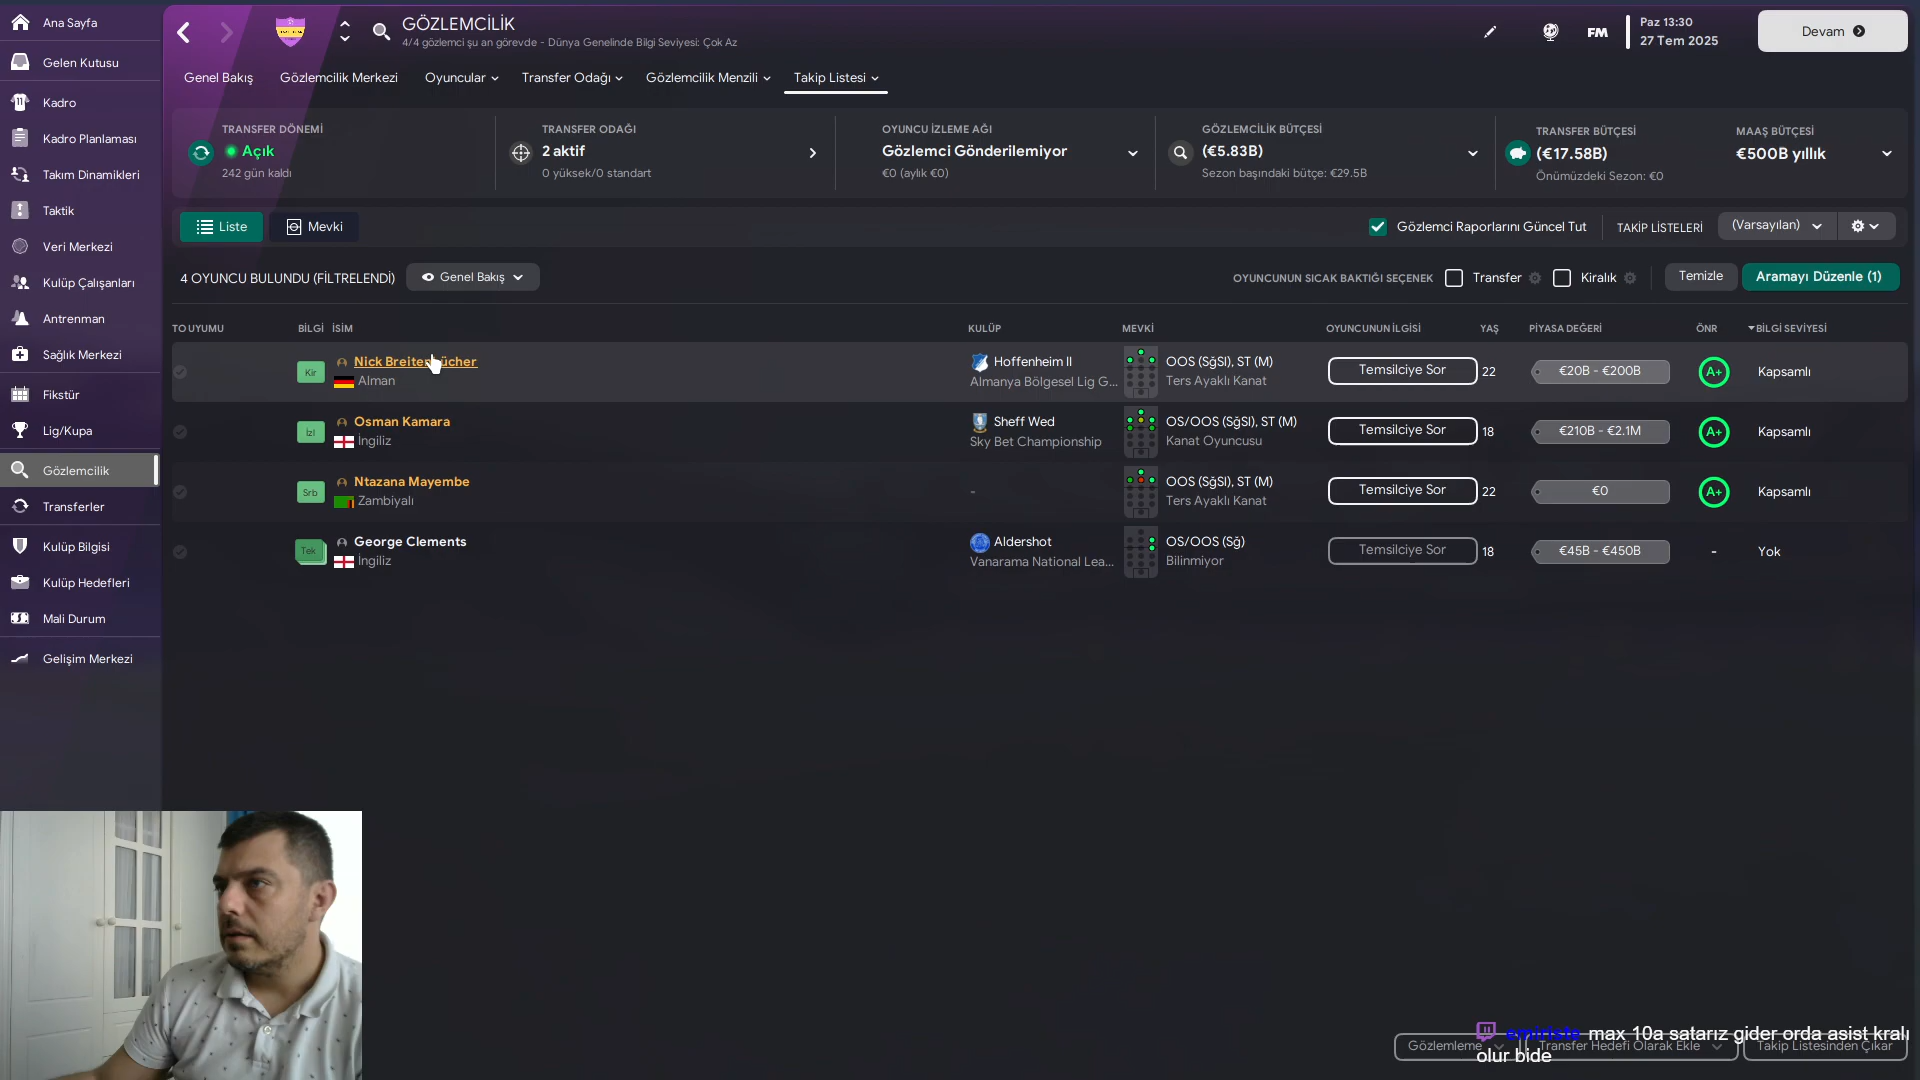 Ana Sayfa
Gelen Kutusu
Kadro
Kadro Planlaması
Takım Dinamikleri
Taktik
Veri Merkezi
Kulüp Çalışanları
Antrenman
Sağlık Merkezi
Fikstür
Lig/Kupa
Gözlemcilik
Transferler
Kulüp Bilgisi
Kulüp Hedefleri
Mali Durum
Gelişim Merkezi
GÖZLEMCİLİK
4/4 gözlemci şu an görevde - Dünya Genelinde Bilgi Seviyesi: Çok Az
FM
Paz 13:30
27 Tem 2025
Devam
Genel Bakış
Gözlemcilik Merkezi
Oyuncular
Transfer Odağı
Gözlemcilik Menzili
Takip Listesi
TRANSFER DÖNEMİ
Açık
242 gün kaldı
TRANSFER ODAĞI
2 aktif
0 yüksek/0 standart
OYUNCU İZLEME AĞI
Gözlemci Gönderilemiyor
€0 (aylık €0)
GÖZLEMCİLİK BÜTÇESİ
(€5.83B)
Sezon başındaki bütçe: €29.5B
TRANSFER BÜTÇESİ
(€17.58B)
Önümüzdeki Sezon: €0
MAAŞ BÜTÇESİ
€500B yıllık
Liste
Mevki
Gözlemci Raporlarını Güncel Tut
TAKİP LİSTELERİ
(Varsayılan)
4 OYUNCU BULUNDU (FİLTRELENDİ)
Genel Bakış
OYUNCUNUN SICAK BAKTIĞI SEÇENEK
Transfer
Kiralık
Temizle
Aramayı Düzenle (1)
TO UYUMU BİLGİ İSİM KULÜP MEVKİ OYUNCUNUN İLGİSİ YAŞ PİYASA DEĞERİ ÖNR BİLGİ SEVİYESİ
Kir Nick Breitenbücher Hoffenheim II OOS (SğSl), ST (M) Temsilciye Sor 22 €20B - €200B A+ Kapsamlı
Alman Almanya Bölgesel Lig G... Ters Ayaklı Kanat
İzl Osman Kamara Sheff Wed OS/OOS (SğSl), ST (M) Temsilciye Sor 18 €210B - €2.1M A+ Kapsamlı
İngiliz Sky Bet Championship Kanat Oyuncusu
Srb Ntazana Mayembe - OOS (SğSl), ST (M) Temsilciye Sor 22 €0 A+ Kapsamlı
Zambiyalı Ters Ayaklı Kanat
Tek George Clements Aldershot OS/OOS (Sğ) Temsilciye Sor 18 €45B - €450B - Yok
İngiliz Vanarama National Lea... Bilinmiyor
max 10a satarız gider orda asist kralı
olur bide
Gözlemleme
Transfer Hedefi Olarak Ekle
Takip Listesinden Çıkar